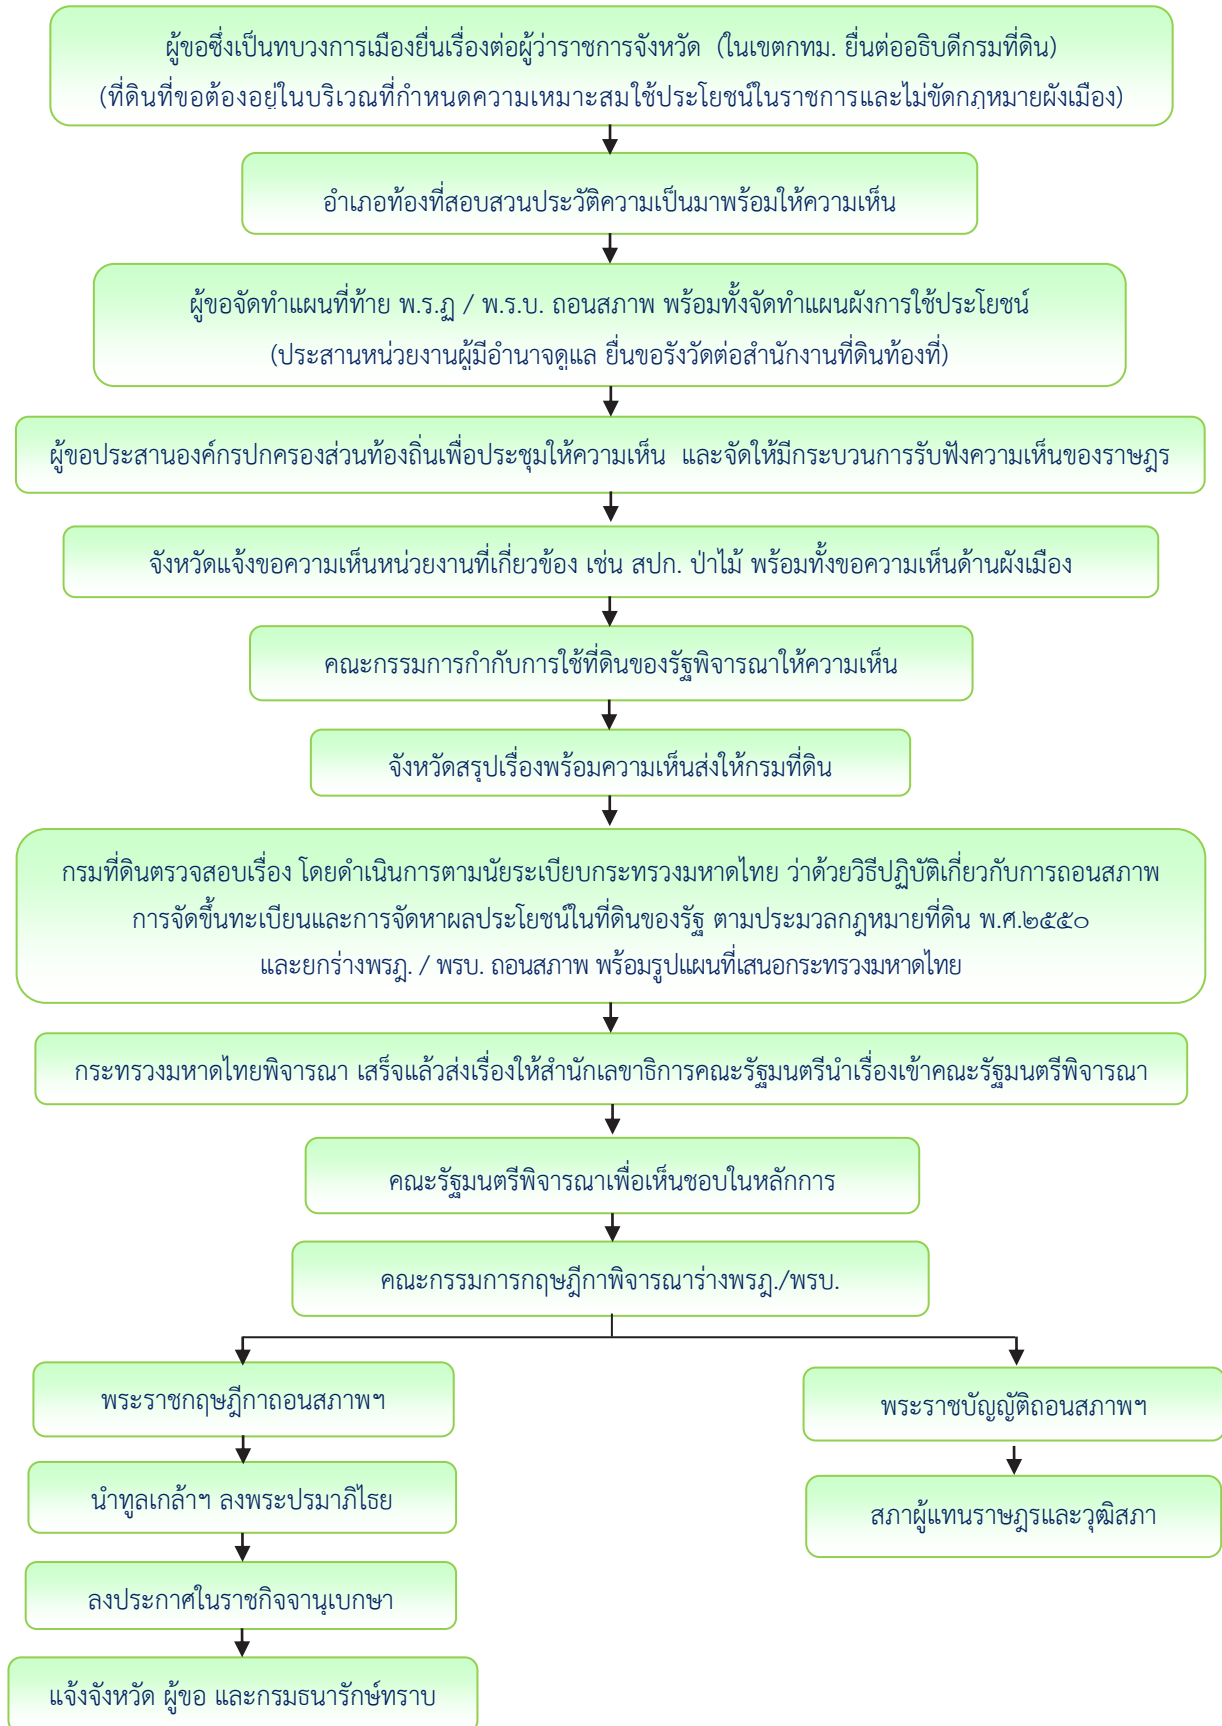 ผู้ขอซึ่งเป็นทบวงการเมืองยื่นเรื่องต่อผู้ว่าราชการจังหวัด (ในเขตกทม. ยื่นต่ออธิบดีกรมที่ดิน)
(ที่ดินที่ขอต้องอยู่ในบริเวณที่กำหนดความเหมาะสมใช้ประโยชน์ในราชการและไม่ขัดกฎหมายผังเมือง)
อำเภอท้องที่สอบสวนประวัติความเป็นมาพร้อมให้ความเห็น
ผู้ขอจัดทำแผนที่ท้าย พ.ร.ฎ / พ.ร.บ. ถอนสภาพ พร้อมทั้งจัดทำแผนผังการใช้ประโยชน์
(ประสานหน่วยงานผู้มีอำนาจดูแล ยื่นขอรังวัดต่อสำนักงานที่ดินท้องที่)
ผู้ขอประสานองค์กรปกครองส่วนท้องถิ่นเพื่อประชุมให้ความเห็น และจัดให้มีกระบวนการรับฟังความเห็นของราษฎร
จังหวัดแจ้งขอความเห็นหน่วยงานที่เกี่ยวข้อง เช่น สปก. ป่าไม้ พร้อมทั้งขอความเห็นด้านผังเมือง
คณะกรรมการกำกับการใช้ที่ดินของรัฐพิจารณาให้ความเห็น
จังหวัดสรุปเรื่องพร้อมความเห็นส่งให้กรมที่ดิน
กรมที่ดินตรวจสอบเรื่อง โดยดำเนินการตามนัยระเบียบกระทรวงมหาดไทย ว่าด้วยวิธีปฏิบัติเกี่ยวกับการถอนสภาพ
การจัดขึ้นทะเบียนและการจัดหาผลประโยชน์ในที่ดินของรัฐ ตามประมวลกฎหมายที่ดิน พ.ศ.๒๕๕๐
และยกร่างพรฎ. / พรบ. ถอนสภาพ พร้อมรูปแผนที่เสนอกระทรวงมหาดไทย
กระทรวงมหาดไทยพิจารณา เสร็จแล้วส่งเรื่องให้สำนักเลขาธิการคณะรัฐมนตรีนำเรื่องเข้าคณะรัฐมนตรีพิจารณา
คณะรัฐมนตรีพิจารณาเพื่อเห็นชอบในหลักการ
คณะกรรมการกฤษฎีกาพิจารณาร่างพรฎ./พรบ.
พระราชกฤษฎีกาถอนสภาพฯ
พระราชบัญญัติถอนสภาพฯ
นำทูลเกล้าฯ ลงพระปรมาภิไธย
สภาผู้แทนราษฎรและวุฒิสภา
ลงประกาศในราชกิจจานุเบกษา
แจ้งจังหวัด ผู้ขอ และกรมธนารักษ์ทราบ